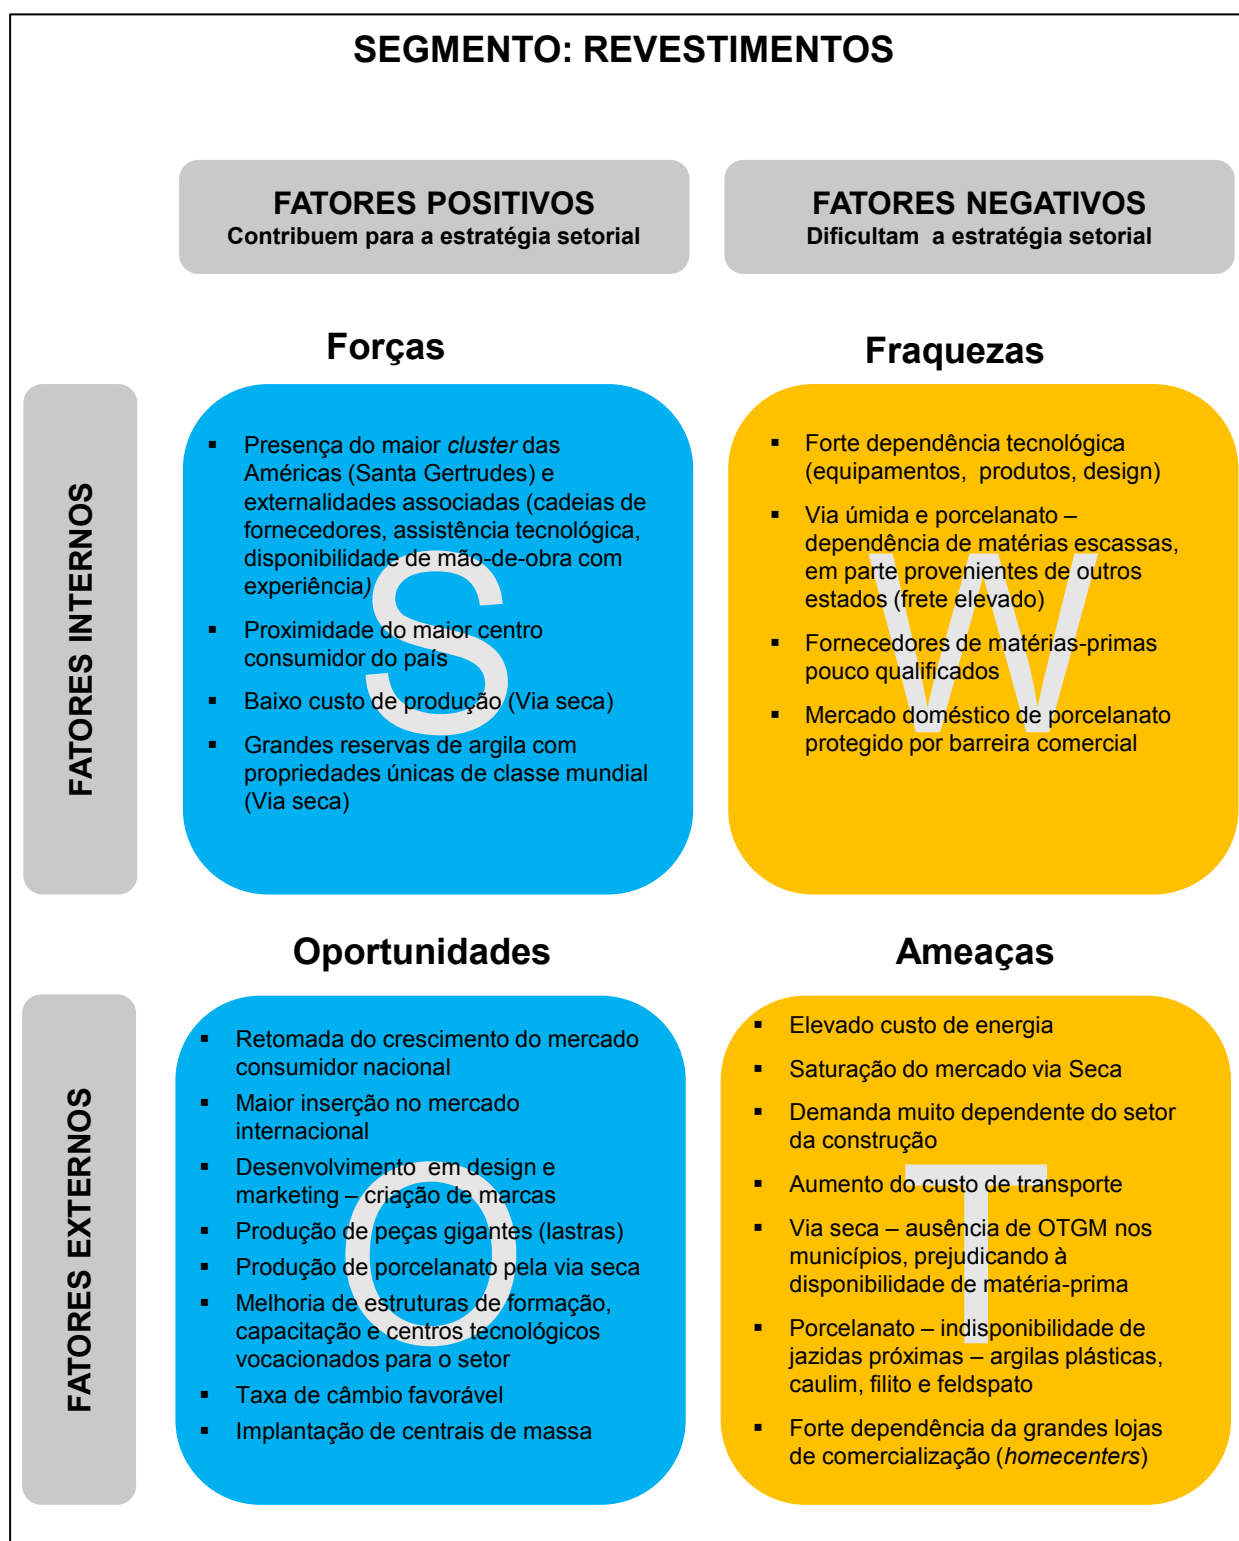 SEGMENTO: REVESTIMENTOS
FATORES POSITIVOS
Contribuem para a estratégia setorial
FATORES NEGATIVOS
Dificultam a estratégia setorial
FATORES INTERNOS
Forças
S
▪ Presença do maior cluster das
Américas (Santa Gertrudes) e
externalidades associadas (cadeias de
fornecedores, assistência tecnológica,
disponibilidade de mão-de-obra com
experiência)
▪ Proximidade do maior centro
consumidor do país
▪ Baixo custo de produção (Via seca)
▪ Grandes reservas de argila com
propriedades únicas de classe mundial
(Via seca)
Fraquezas
W
▪ Forte dependência tecnológica
(equipamentos, produtos, design)
▪ Via úmida e porcelanato –
dependência de matérias escassas,
em parte provenientes de outros
estados (frete elevado)
▪ Fornecedores de matérias-primas
pouco qualificados
▪ Mercado doméstico de porcelanato
protegido por barreira comercial
FATORES EXTERNOS
Oportunidades
O
▪ Retomada do crescimento do mercado
consumidor nacional
▪ Maior inserção no mercado
internacional
▪ Desenvolvimento em design e
marketing – criação de marcas
▪ Produção de peças gigantes (lastras)
▪ Produção de porcelanato pela via seca
▪ Melhoria de estruturas de formação,
capacitação e centros tecnológicos
vocacionados para o setor
▪ Taxa de câmbio favorável
▪ Implantação de centrais de massa
Ameaças
T
▪ Elevado custo de energia
▪ Saturação do mercado via Seca
▪ Demanda muito dependente do setor
da construção
▪ Aumento do custo de transporte
▪ Via seca – ausência de OTGM nos
municípios, prejudicando à
disponibilidade de matéria-prima
▪ Porcelanato – indisponibilidade de
jazidas próximas – argilas plásticas,
caulim, filito e feldspato
▪ Forte dependência da grandes lojas
de comercialização (homecenters)